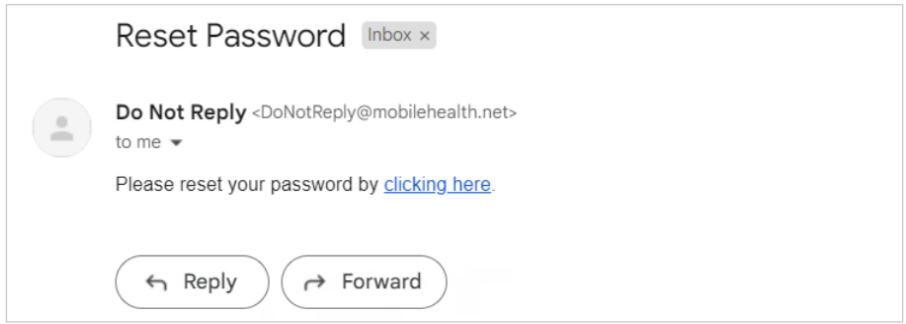 Reset Password Inbox ×
Do Not Reply <DoNotReply@mobilehealth.net>
to me
Please reset your password by clicking here.
Reply Forward